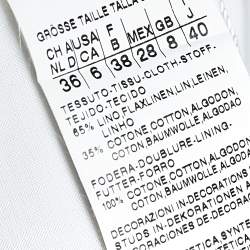 GRÖSSE TAILLE TALLA
CH A USA F MEX GB I
NL D CA B J
36 6 38 28 8 40
TESSUTO-TISSU-CLOTH-STOFF-
TEJIDO-TECIDO
65% LINO,FLAX,LINEN,LIN,LEINEN,
LINHO
35% COTONE,COTTON,ALGODON,
COTON,BAUMWOLLE,ALGODAO
FODERA-DOUBLURE-LINING-
FUTTER-FORRO
100% COTONE,COTTON,ALGODON,
COTON,BAUMWOLLE,ALGODAO
DECORAZIONI IN-DECORATIONS
STUDS IN-DEKORATIONEN
DECORACIONES